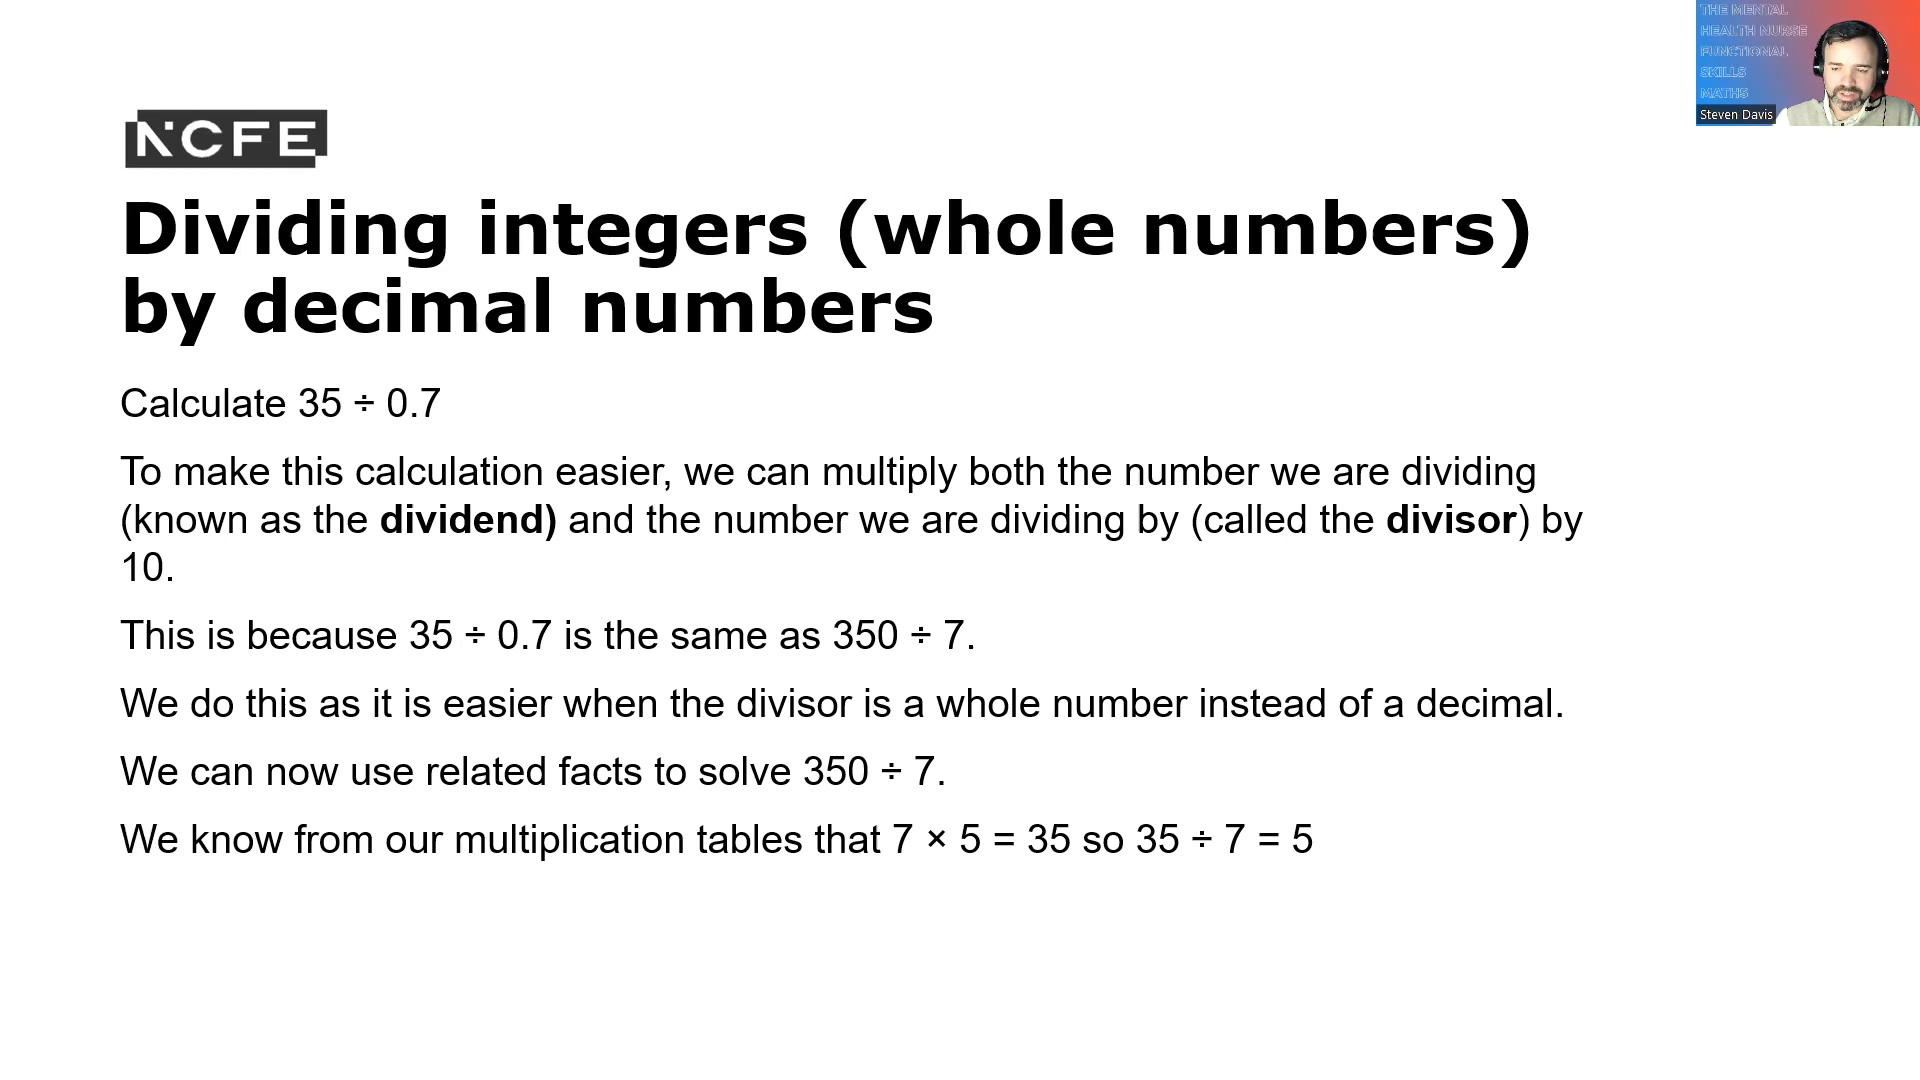 THE MENTAL
HEALTH NURSE
FUNCTIONAL
SKILLS
MATHS
Steven Davis
NCFE
Dividing integers (whole numbers)
by decimal numbers
Calculate 35 ÷ 0.7
To make this calculation easier, we can multiply both the number we are dividing
(known as the dividend) and the number we are dividing by (called the divisor) by
10.
This is because 35 ÷ 0.7 is the same as 350 ÷ 7.
We do this as it is easier when the divisor is a whole number instead of a decimal.
We can now use related facts to solve 350 ÷ 7.
We know from our multiplication tables that 7 × 5 = 35 so 35 ÷ 7 = 5